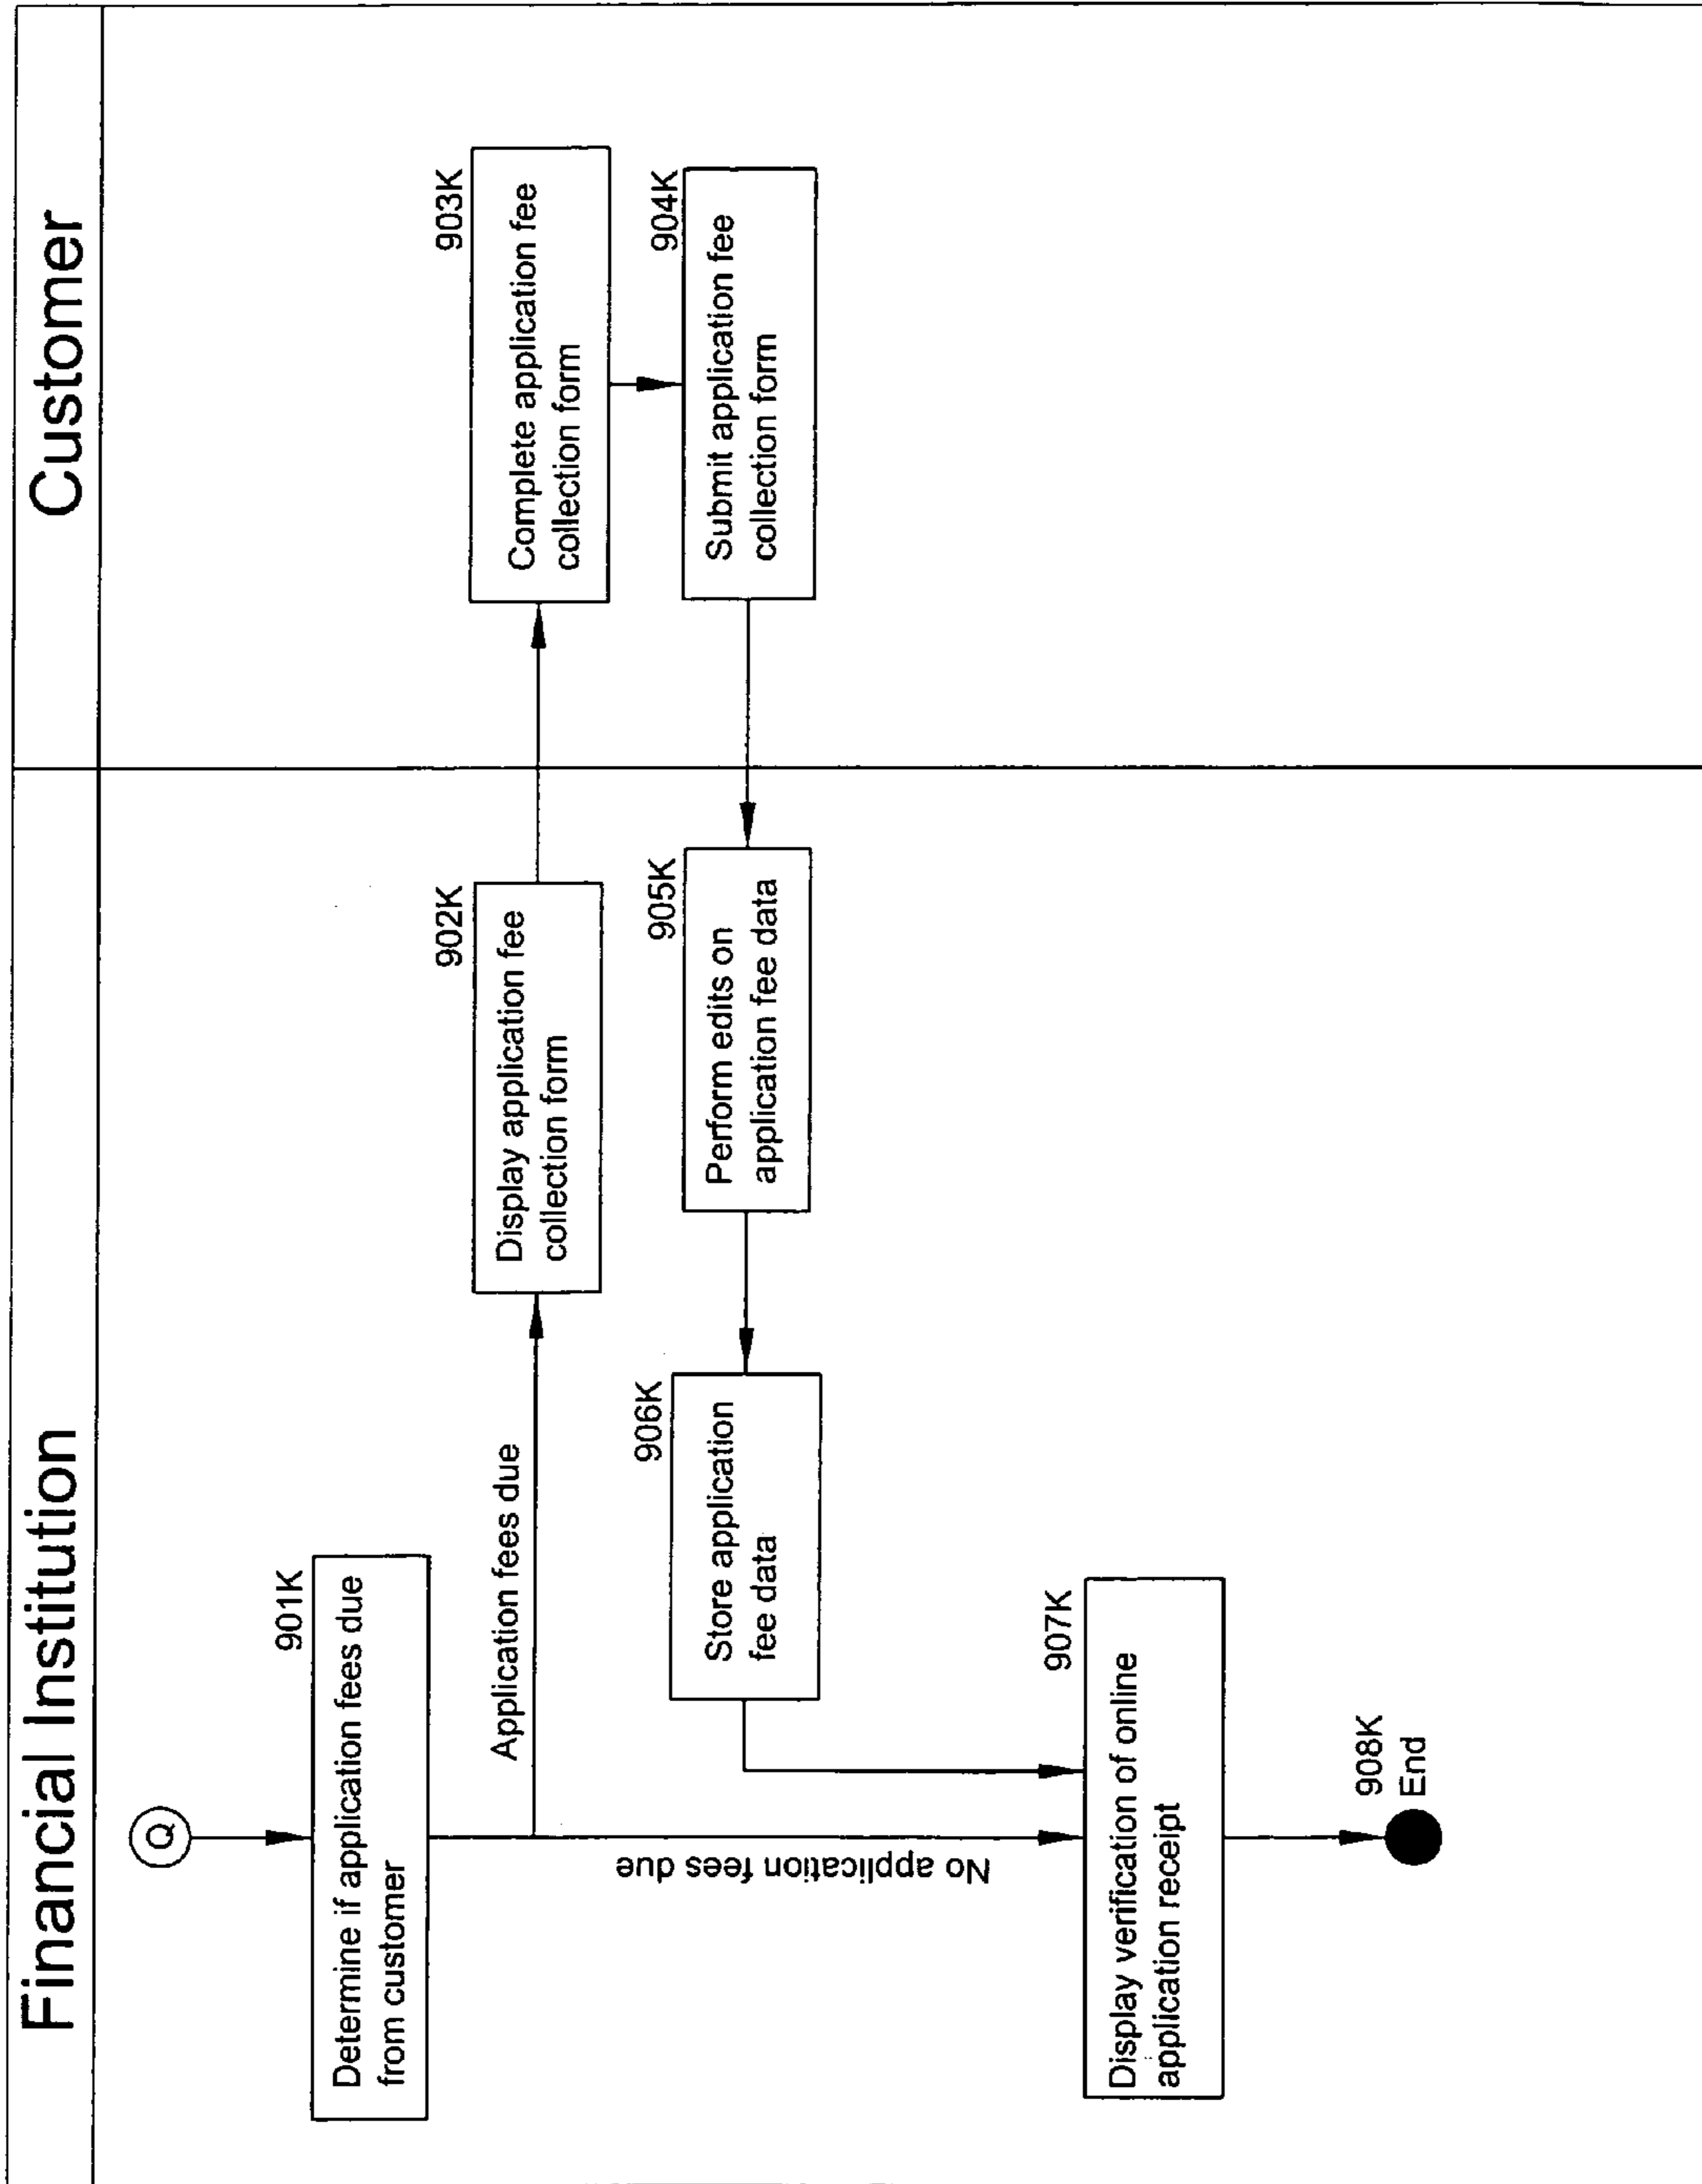 Financial Institution
Customer
Q
901K
Determine if application fees due
from customer
Application fees due
902K
Display application fee
collection form
903K
Complete application fee
collection form
904K
Submit application fee
collection form
905K
Perform edits on
application fee data
906K
Store application
fee data
No application fees due
907K
Display verification of online
application receipt
908K
End